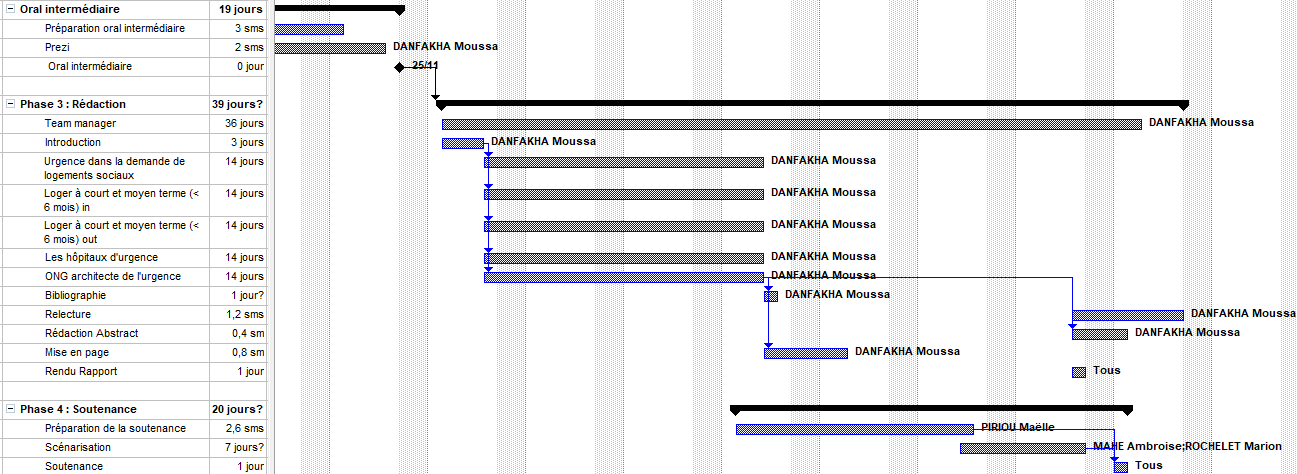 Oral intermédiaire 19 jours
Préparation oral intermédiaire 3 sms
Prezi 2 sms DANFAKHA Moussa
Oral intermédiaire 0 jour 25/11
Phase 3 : Rédaction 39 jours?
Team manager 36 jours DANFAKHA Moussa
Introduction 3 jours DANFAKHA Moussa
Urgence dans la demande de 14 jours DANFAKHA Moussa
logements sociaux
Loger à court et moyen terme (< 14 jours DANFAKHA Moussa
6 mois) in
Loger à court et moyen terme (< 14 jours DANFAKHA Moussa
6 mois) out
Les hôpitaux d'urgence 14 jours DANFAKHA Moussa
ONG architecte de l'urgence 14 jours DANFAKHA Moussa
Bibliographie 1 jour? DANFAKHA Moussa
Relecture 1,2 sms DANFAKHA Moussa
Rédaction Abstract 0,4 sm DANFAKHA Moussa
Mise en page 0,8 sm DANFAKHA Moussa
Rendu Rapport 1 jour Tous
Phase 4 : Soutenance 20 jours?
Préparation de la soutenance 2,6 sms PIRIOU Maëlle
Scénarisation 7 jours? MAHE Ambroise;ROCHELET Marion
Soutenance 1 jour Tous